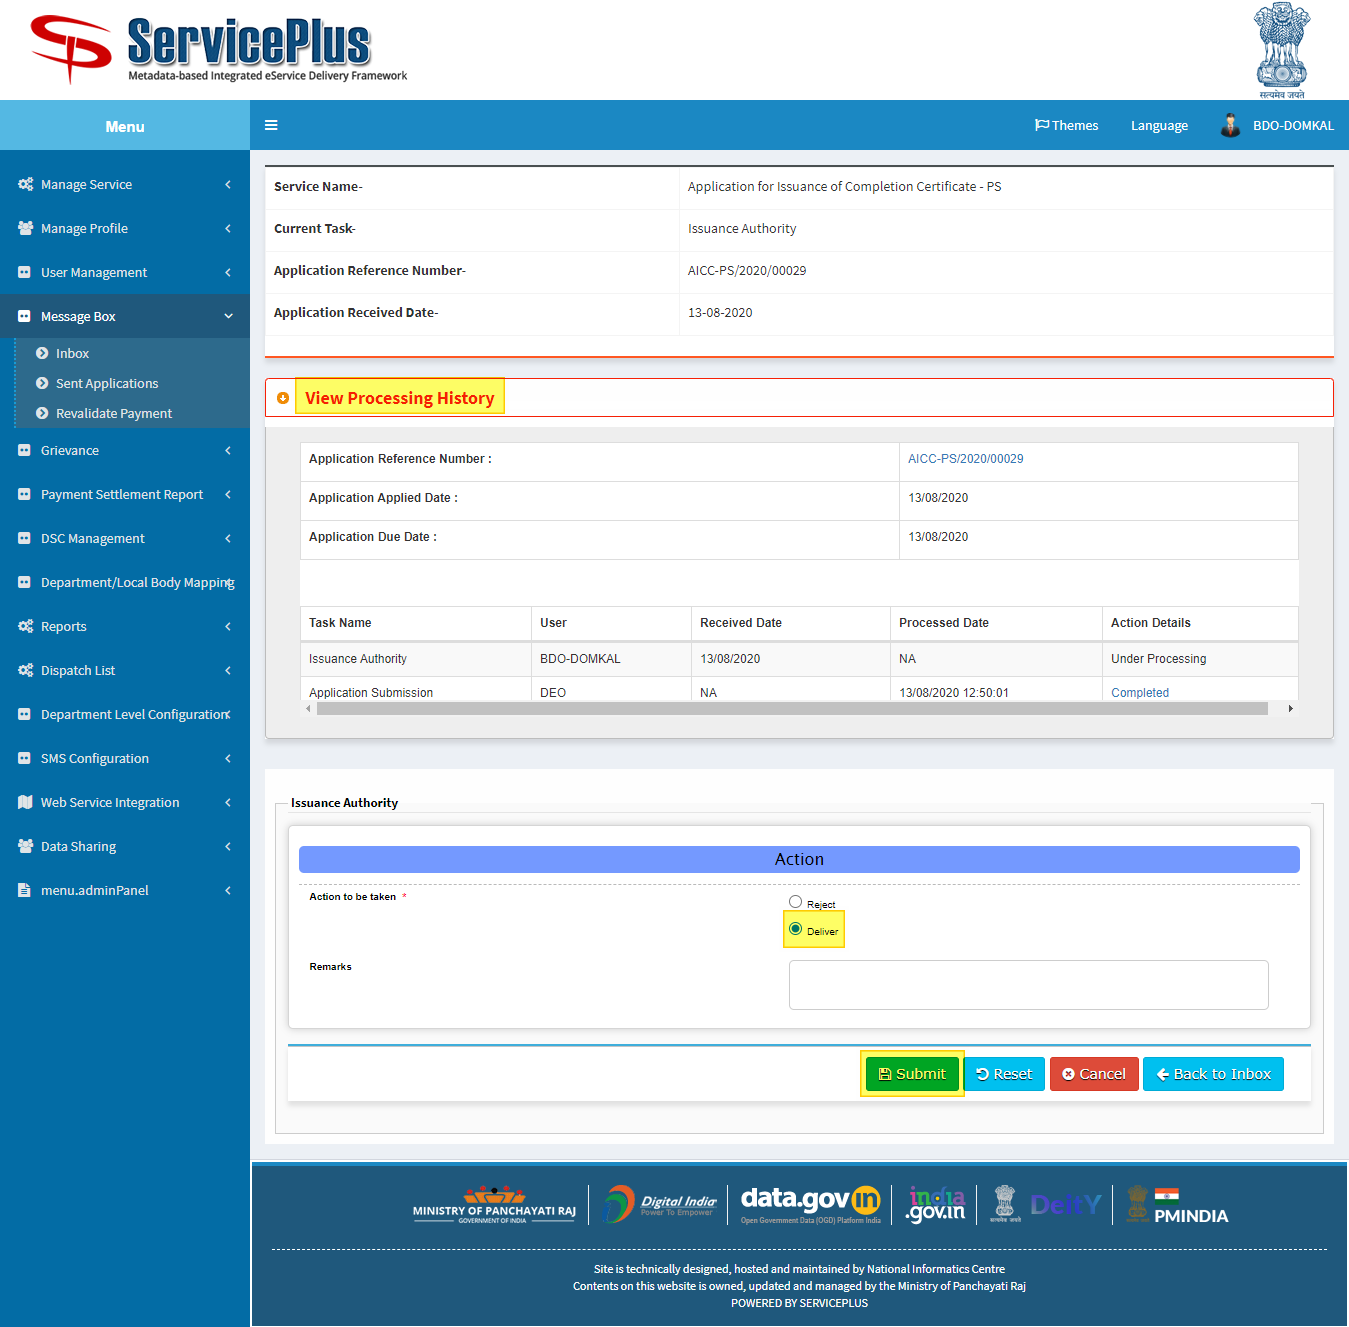 ServicePlus
Metadata-based Integrated eService Delivery Framework
सत्यमेव जयते
Menu
Themes
Language
BDO-DOMKAL
Manage Service
Manage Profile
User Management
Message Box
Inbox
Sent Applications
Revalidate Payment
Grievance
Payment Settlement Report
DSC Management
Department/Local Body Mapping
Reports
Dispatch List
Department Level Configuration
SMS Configuration
Web Service Integration
Data Sharing
menu.adminPanel
Service Name- Application for Issuance of Completion Certificate - PS
Current Task- Issuance Authority
Application Reference Number- AICC-PS/2020/00029
Application Received Date- 13-08-2020
View Processing History
Application Reference Number : AICC-PS/2020/00029
Application Applied Date : 13/08/2020
Application Due Date : 13/08/2020
Task Name User Received Date Processed Date Action Details
Issuance Authority BDO-DOMKAL 13/08/2020 NA Under Processing
Application Submission DEO NA 13/08/2020 12:50:01 Completed
Issuance Authority
Action
Action to be taken *
Reject
Deliver
Remarks
Submit Reset Cancel Back to Inbox
MINISTRY OF PANCHAYATI RAJ
GOVERNMENT OF INDIA
Digital India
Power To Empower
data.gov in
Open Government Data (OGD) Platform India
india
.gov.in
सत्यमेव जयते
DeitY
PMINDIA
Site is technically designed, hosted and maintained by National Informatics Centre
Contents on this website is owned, updated and managed by the Ministry of Panchayati Raj
POWERED BY SERVICEPLUS